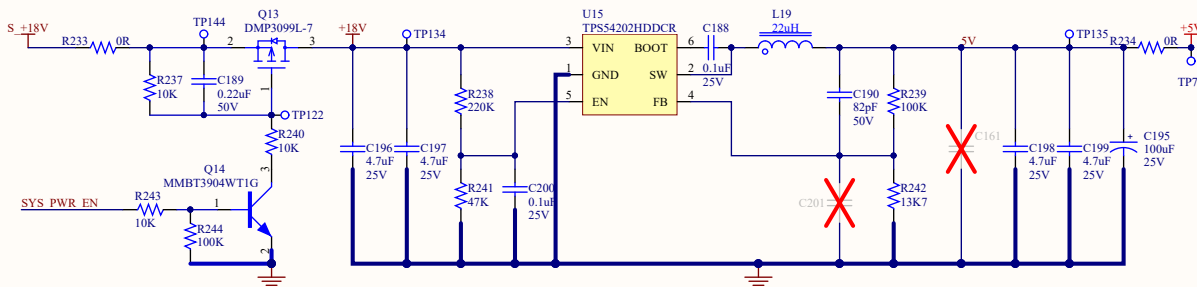 S_+18V
R233
0R
TP144
Q13
DMP3099L-7
2
3
1
R237
10K
C189
0.22uF
50V
TP122
R240
10K
Q14
MMBT3904WT1G
3
1
2
SYS_PWR_EN
R243
10K
R244
100K
+18V
TP134
C196
4.7uF
25V
C197
4.7uF
25V
R238
220K
R241
47K
C200
0.1uF
25V
U15
TPS54202HDDCR
3
VIN
BOOT
6
1
GND
SW
2
5
EN
FB
4
C188
0.1uF
25V
L19
22uH
C190
82pF
50V
R239
100K
C201
R242
13K7
5V
C161
C198
4.7uF
25V
C199
4.7uF
25V
TP135
R234
0R
+5V
TP7
+
C195
100uF
25V